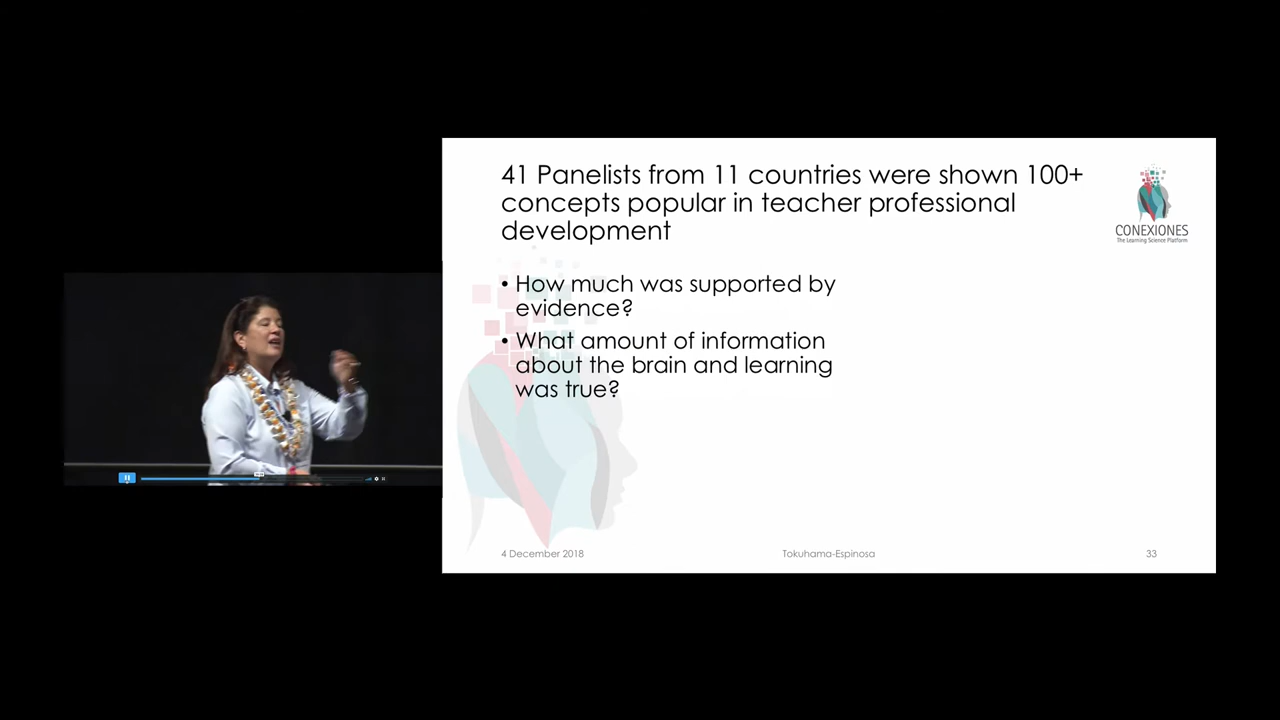 41 Panelists from 11 countries were shown 100+
concepts popular in teacher professional
development
CONEXIONES
The Learning Science Platform
• How much was supported by
evidence?
• What amount of information
about the brain and learning
was true?
4 December 2018
Tokuhama-Espinosa
33